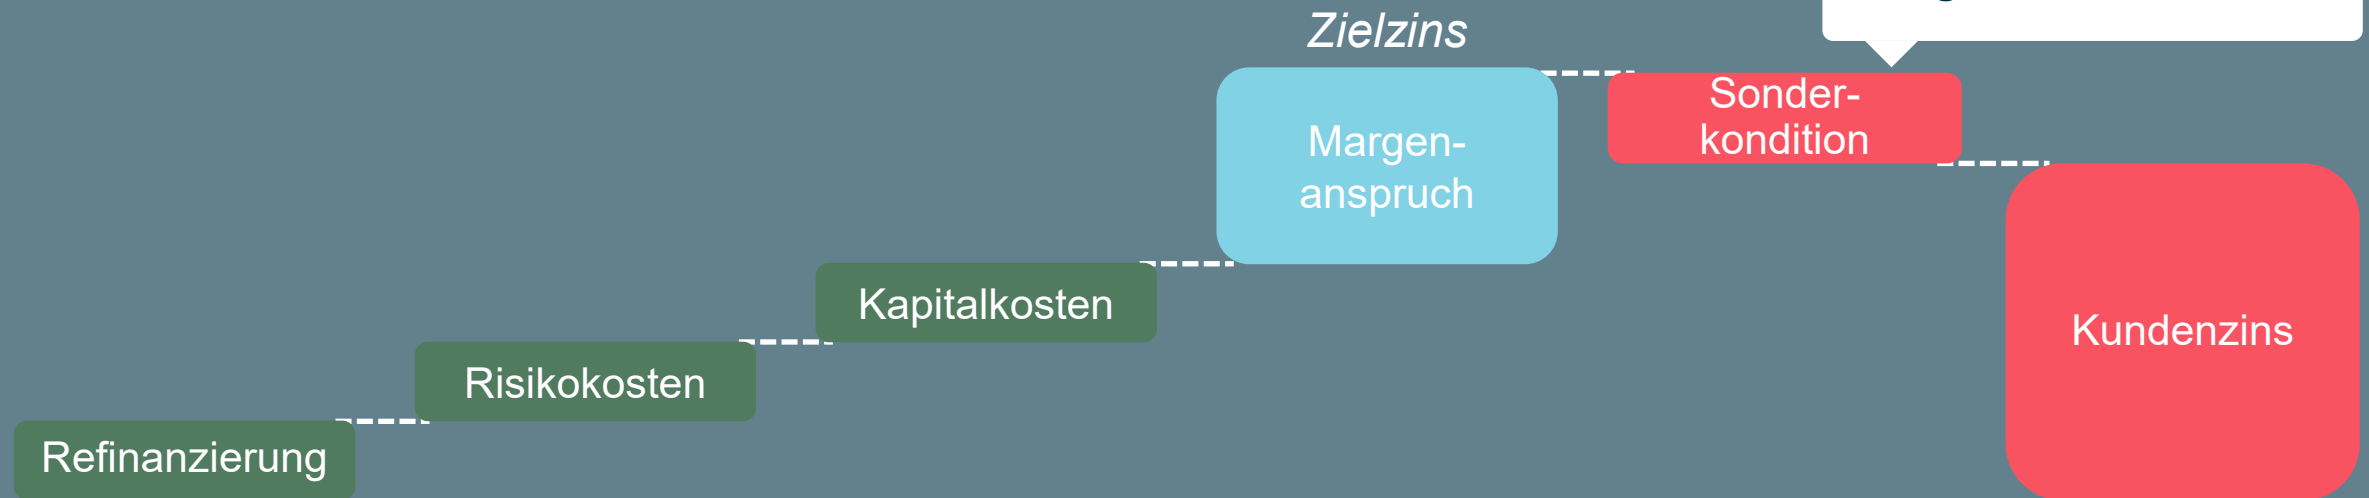 Zielzins
Sonder-
kondition
Margen-
anspruch
Kapitalkosten
Kundenzins
Risikokosten
Refinanzierung